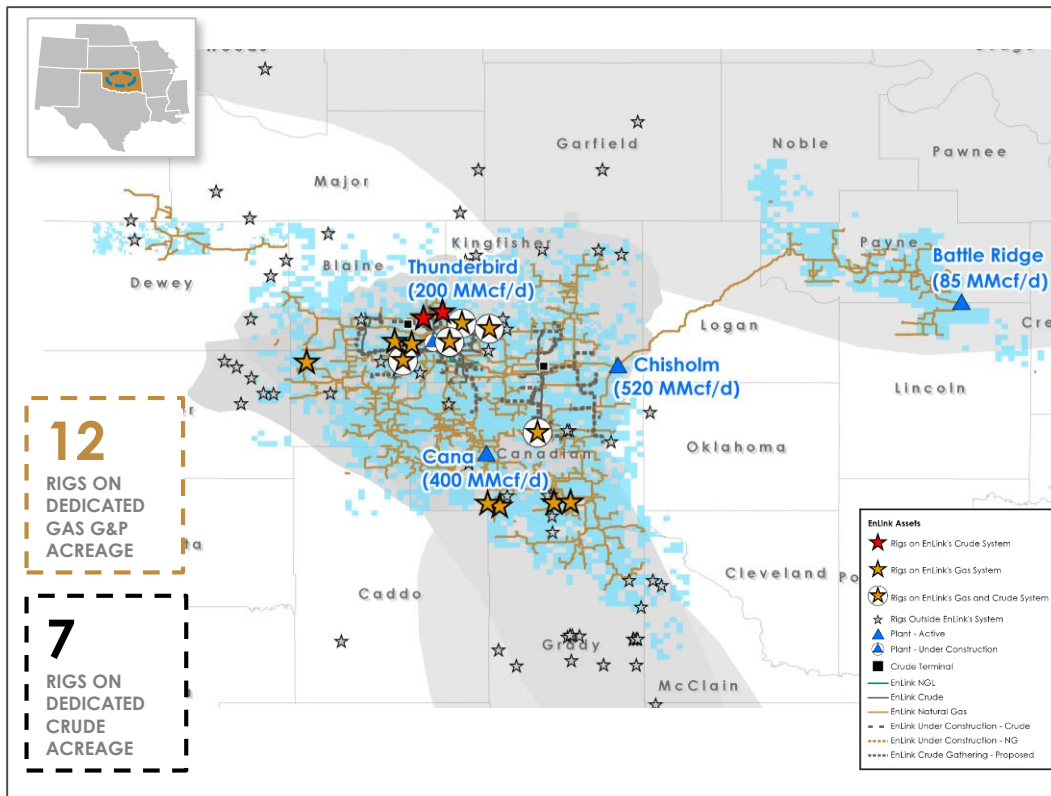 Garfield
Noble
Pawnee
Major
Kingfisher
Payne
Blaine
Thunderbird
(200 MMcf/d)
Battle Ridge
(85 MMcf/d)
Dewey
Logan
Cre
Chisholm
(520 MMcf/d)
Lincoln
Oklahoma
Cana
Canadian
(400 MMcf/d)
12
RIGS ON
DEDICATED
GAS G&P
ACREAGE
7
RIGS ON
DEDICATED
CRUDE
ACREAGE
Caddo
Cleveland
Po
Grady
McClain
EnLink Assets
Rigs on EnLink's Crude System
Rigs on EnLink's Gas System
Rigs on EnLink's Gas and Crude System
Rigs Outside EnLink's System
Plant - Active
Plant - Under Construction
Crude Terminal
EnLink NGL
EnLink Crude
EnLink Natural Gas
EnLink Under Construction - Crude
EnLink Under Construction - NG
EnLink Crude Gathering - Proposed